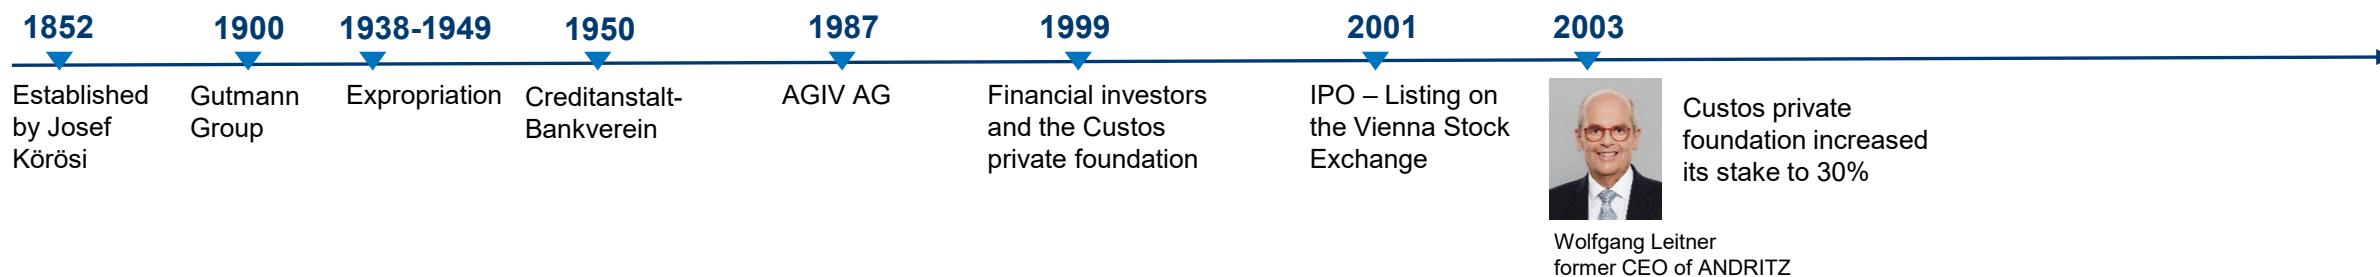 1852
1900
1938-1949
1950
1987
1999
2001
2003
Established
by Josef
Körösi
Gutmann
Group
Expropriation
Creditanstalt-
Bankverein
AGIV AG
Financial investors
and the Custos
private foundation
IPO – Listing on
the Vienna Stock
Exchange
Custos private
foundation increased
its stake to 30%
Wolfgang Leitner
former CEO of ANDRITZ